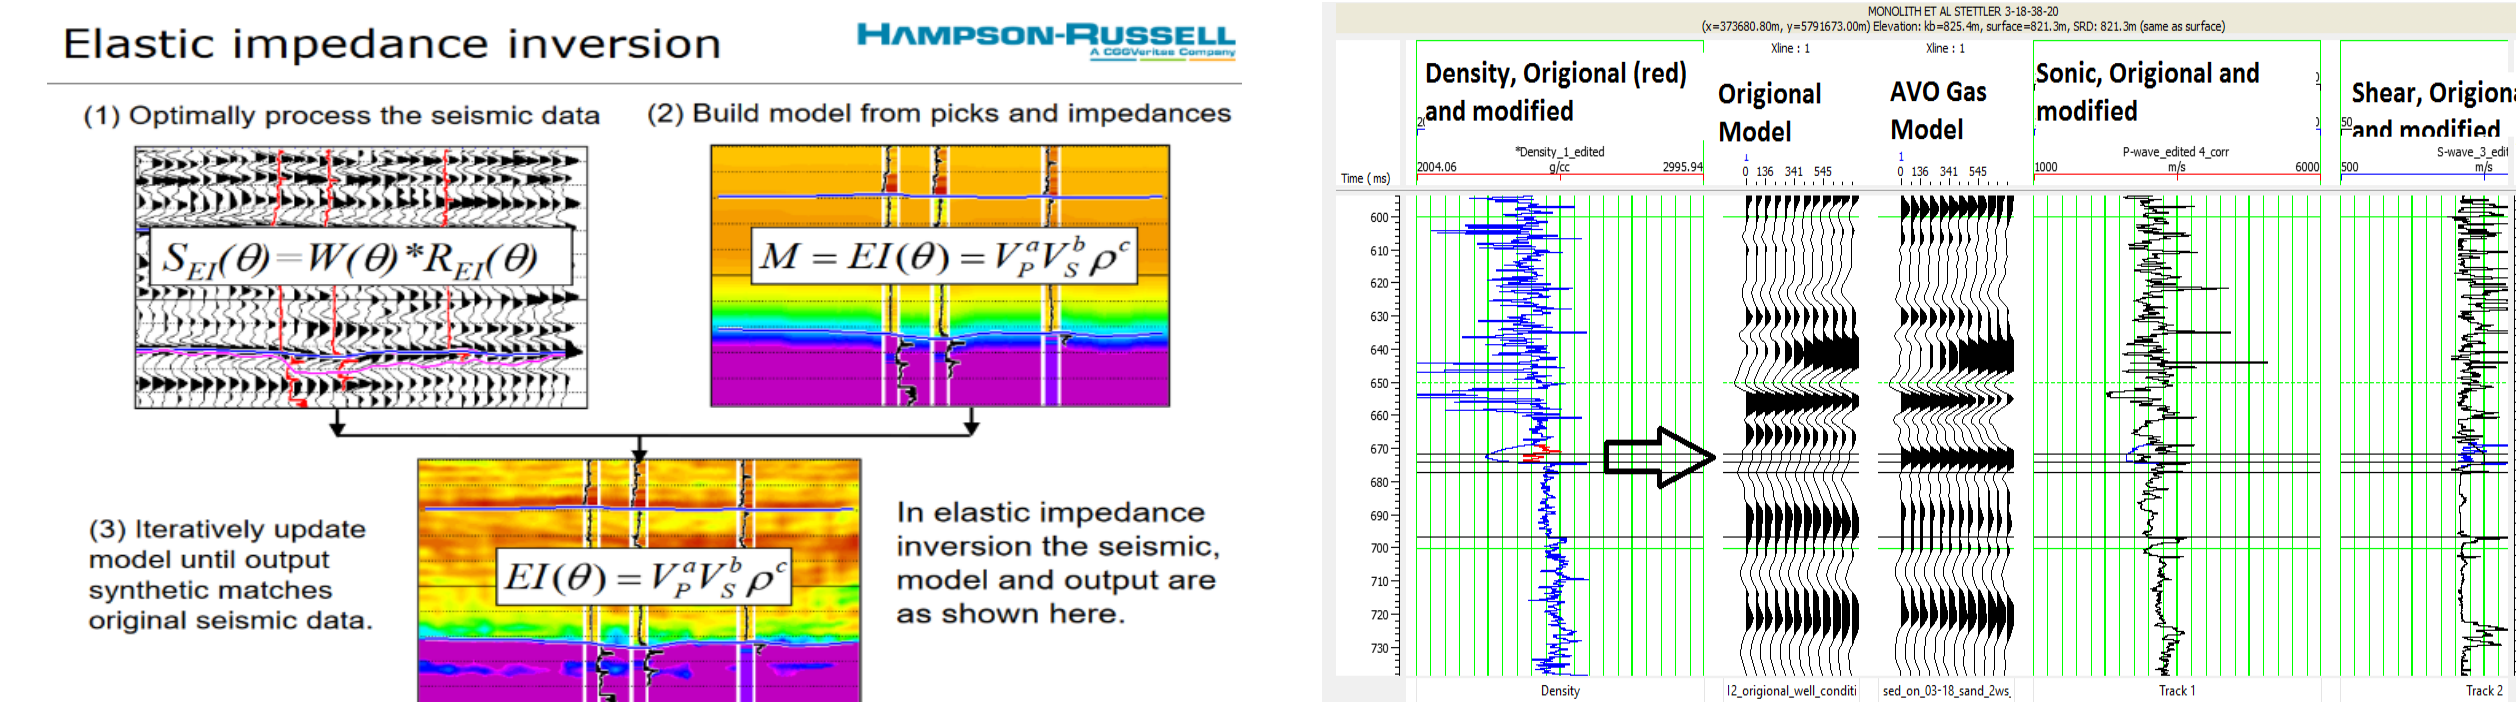 Elastic impedance inversion
HAMPSON-RUSSELL
A CGGVeritas Company
(1) Optimally process the seismic data
(2) Build model from picks and impedances
S_EI(θ)=W(θ)*R_EI(θ)
M = EI(θ) = V_P^a V_S^b ρ^c
(3) Iteratively update
model until output
synthetic matches
original seismic data.
EI(θ) = V_P^a V_S^b ρ^c
In elastic impedance
inversion the seismic,
model and output are
as shown here.
MONOLITH ET AL STETTLER 3-18-38-20
(x=373680.80m, y=5791673.00m) Elevation: kb=825.4m, surface=821.3m, SRD: 821.3m (same as surface)
Xline : 1
Xline : 1
Density, Origional (red)
and modified
Origional
Model
AVO Gas
Model
Sonic, Origional and
modified
Shear, Origion
and modified
50
*Density_1_edited
2004.06 g/cc 2995.94
1
0 136 341 545
1
0 136 341 545
P-wave_edited 4_corr
1000 m/s 6000
S-wave_3_edit
500 m/s
Time (ms)
600
610
620
630
640
650
660
670
680
690
700
710
720
730
Density
l2_origional_well_conditi
sed_on_03-18_sand_2ws_
Track 1
Track 2